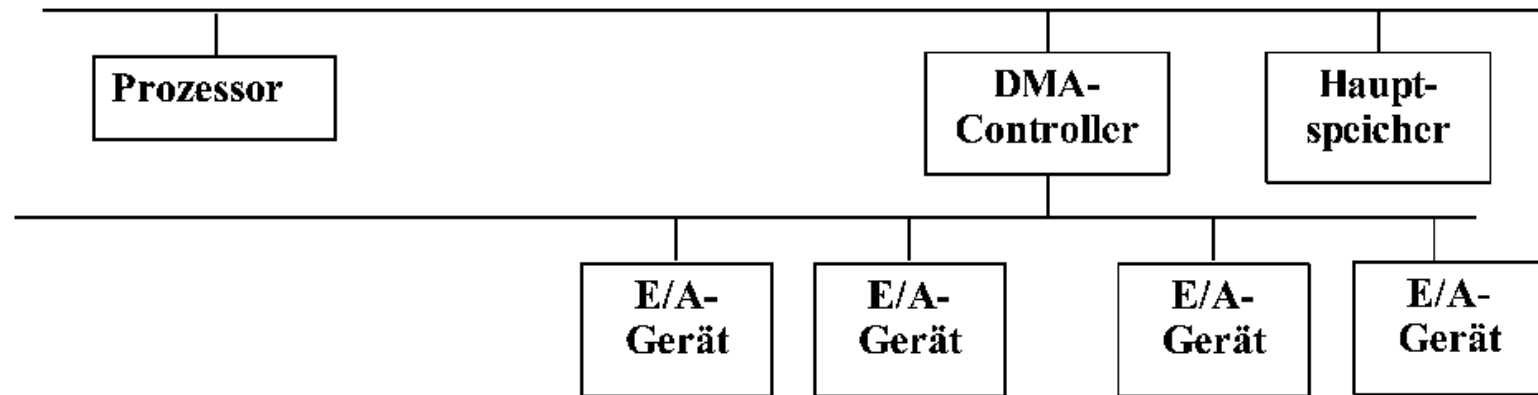 Prozessor
DMA-
Controller
Haupt-
speicher
E/A-
Gerät
E/A-
Gerät
E/A-
Gerät
E/A-
Gerät